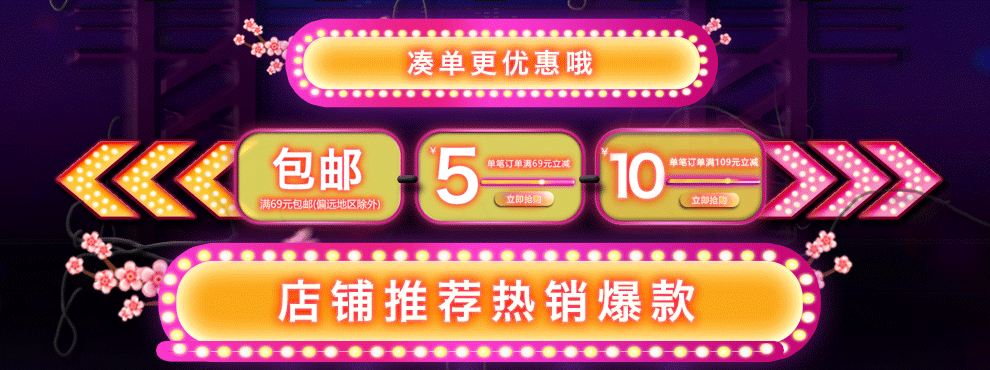 凑单更优惠哦
包邮
满69元包邮(偏远地区除外)
¥5
单笔订单满69元立减
立即抢购
¥10
单笔订单满109元立减
立即抢购
店铺推荐热销爆款